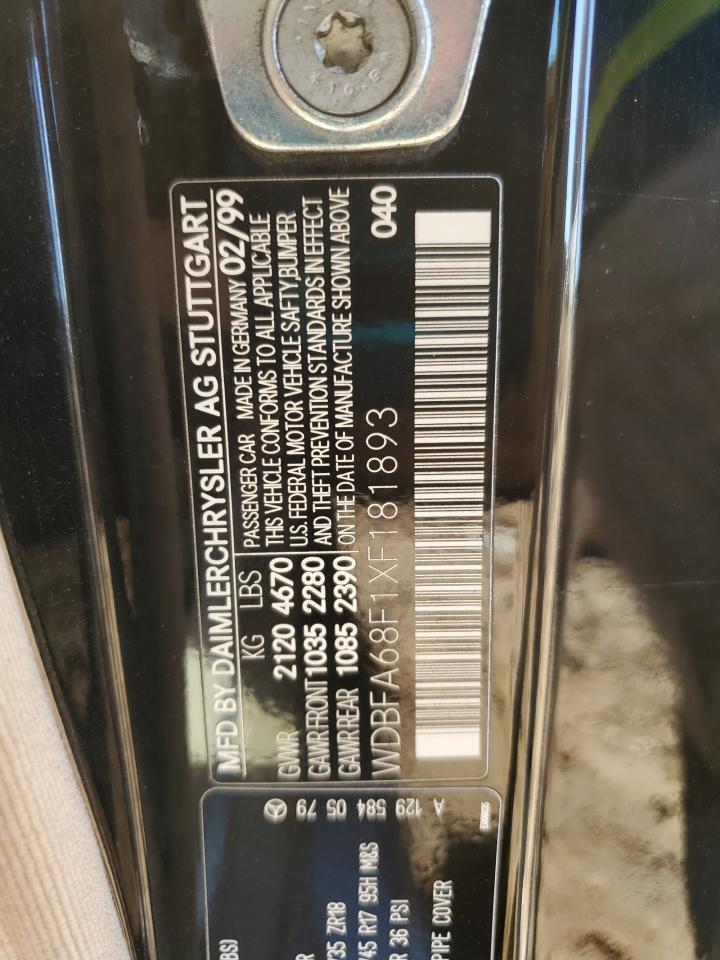 10.9
MFD BY DAIMLERCHRYSLER AG STUTTGART
KG LBS PASSENGER CAR MADE IN GERMANY 02/99
GVWR 2120 4670 THIS VEHICLE CONFORMS TO ALL APPLICABLE
U.S. FEDERAL MOTOR VEHICLE SAFTY,BUMPER
GAWR FRONT 1035 2280 AND THEFT PREVENTION STANDARDS IN EFFECT
GAWR REAR 1085 2390 ON THE DATE OF MANUFACTURE SHOWN ABOVE
WDBFA68F1XF181893 040
A 129 584 05 79
BS)
R
/35 ZR18
/45 R17 95H M&S
R 36 PSI
PIPE COVER